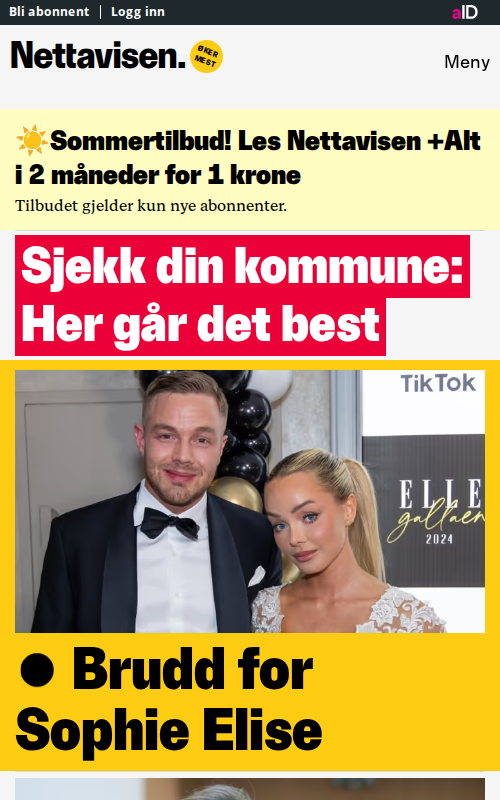 Bli abonnent | Logg inn
aID
Nettavisen.
ØKER
MEST
Meny
☀️Sommertilbud! Les Nettavisen +Alt
i 2 måneder for 1 krone
Tilbudet gjelder kun nye abonnenter.
Sjekk din kommune:
Her går det best
TikTok
ELLE
gallaen
2024
● Brudd for
Sophie Elise